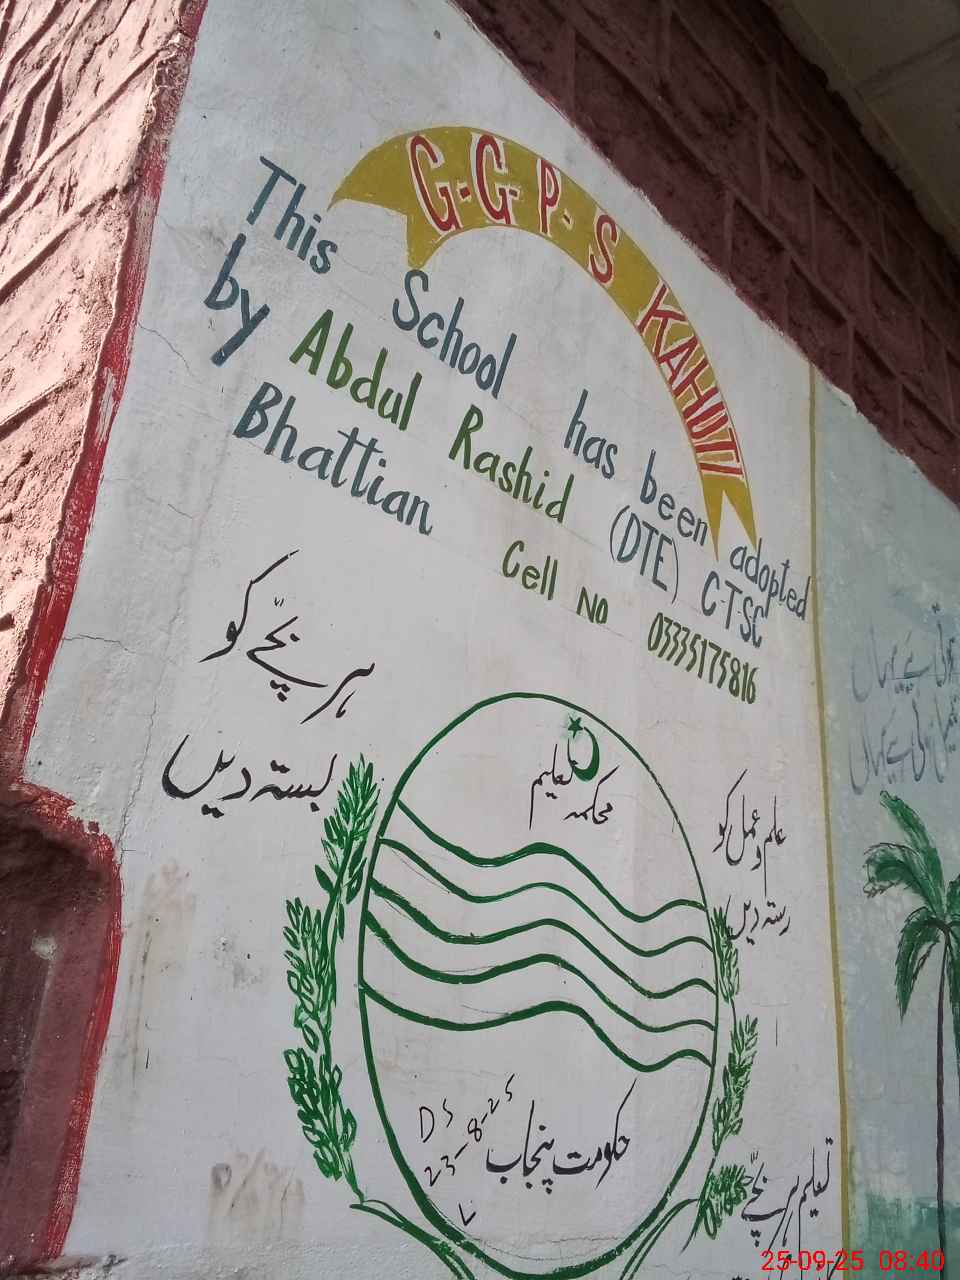 G-G-P-S KAHUTI
This School has been adopted
by Abdul Rashid (DTE) C-T-SC
Bhattian Cell No 03335175816
ہر بچّے کو
بستہ دیں
محکمہ تعلیم
علم و عمل کو
رستہ دیں
DS
23-8-25
حکومت پنجاب
تعلیم ہر بچّے
25-09-25 08:40